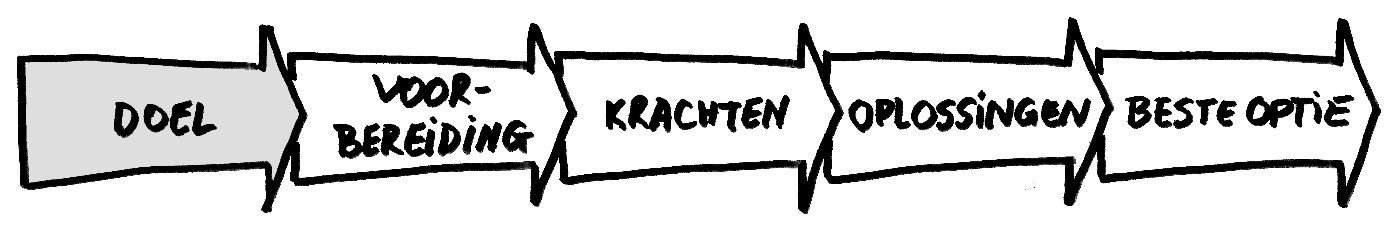 DOEL
VOOR-
BEREIDING
KRACHTEN
OPLOSSINGEN
BESTE OPTIE